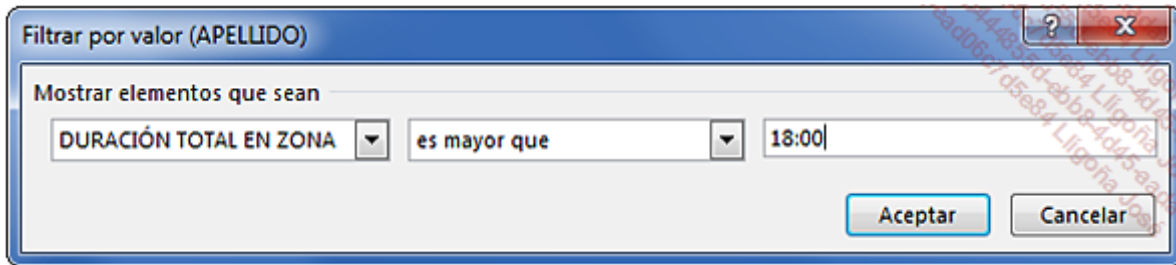 Filtrar por valor (APELLIDO)
Mostrar elementos que sean
DURACIÓN TOTAL EN ZONA es mayor que 18:00
Aceptar Cancelar